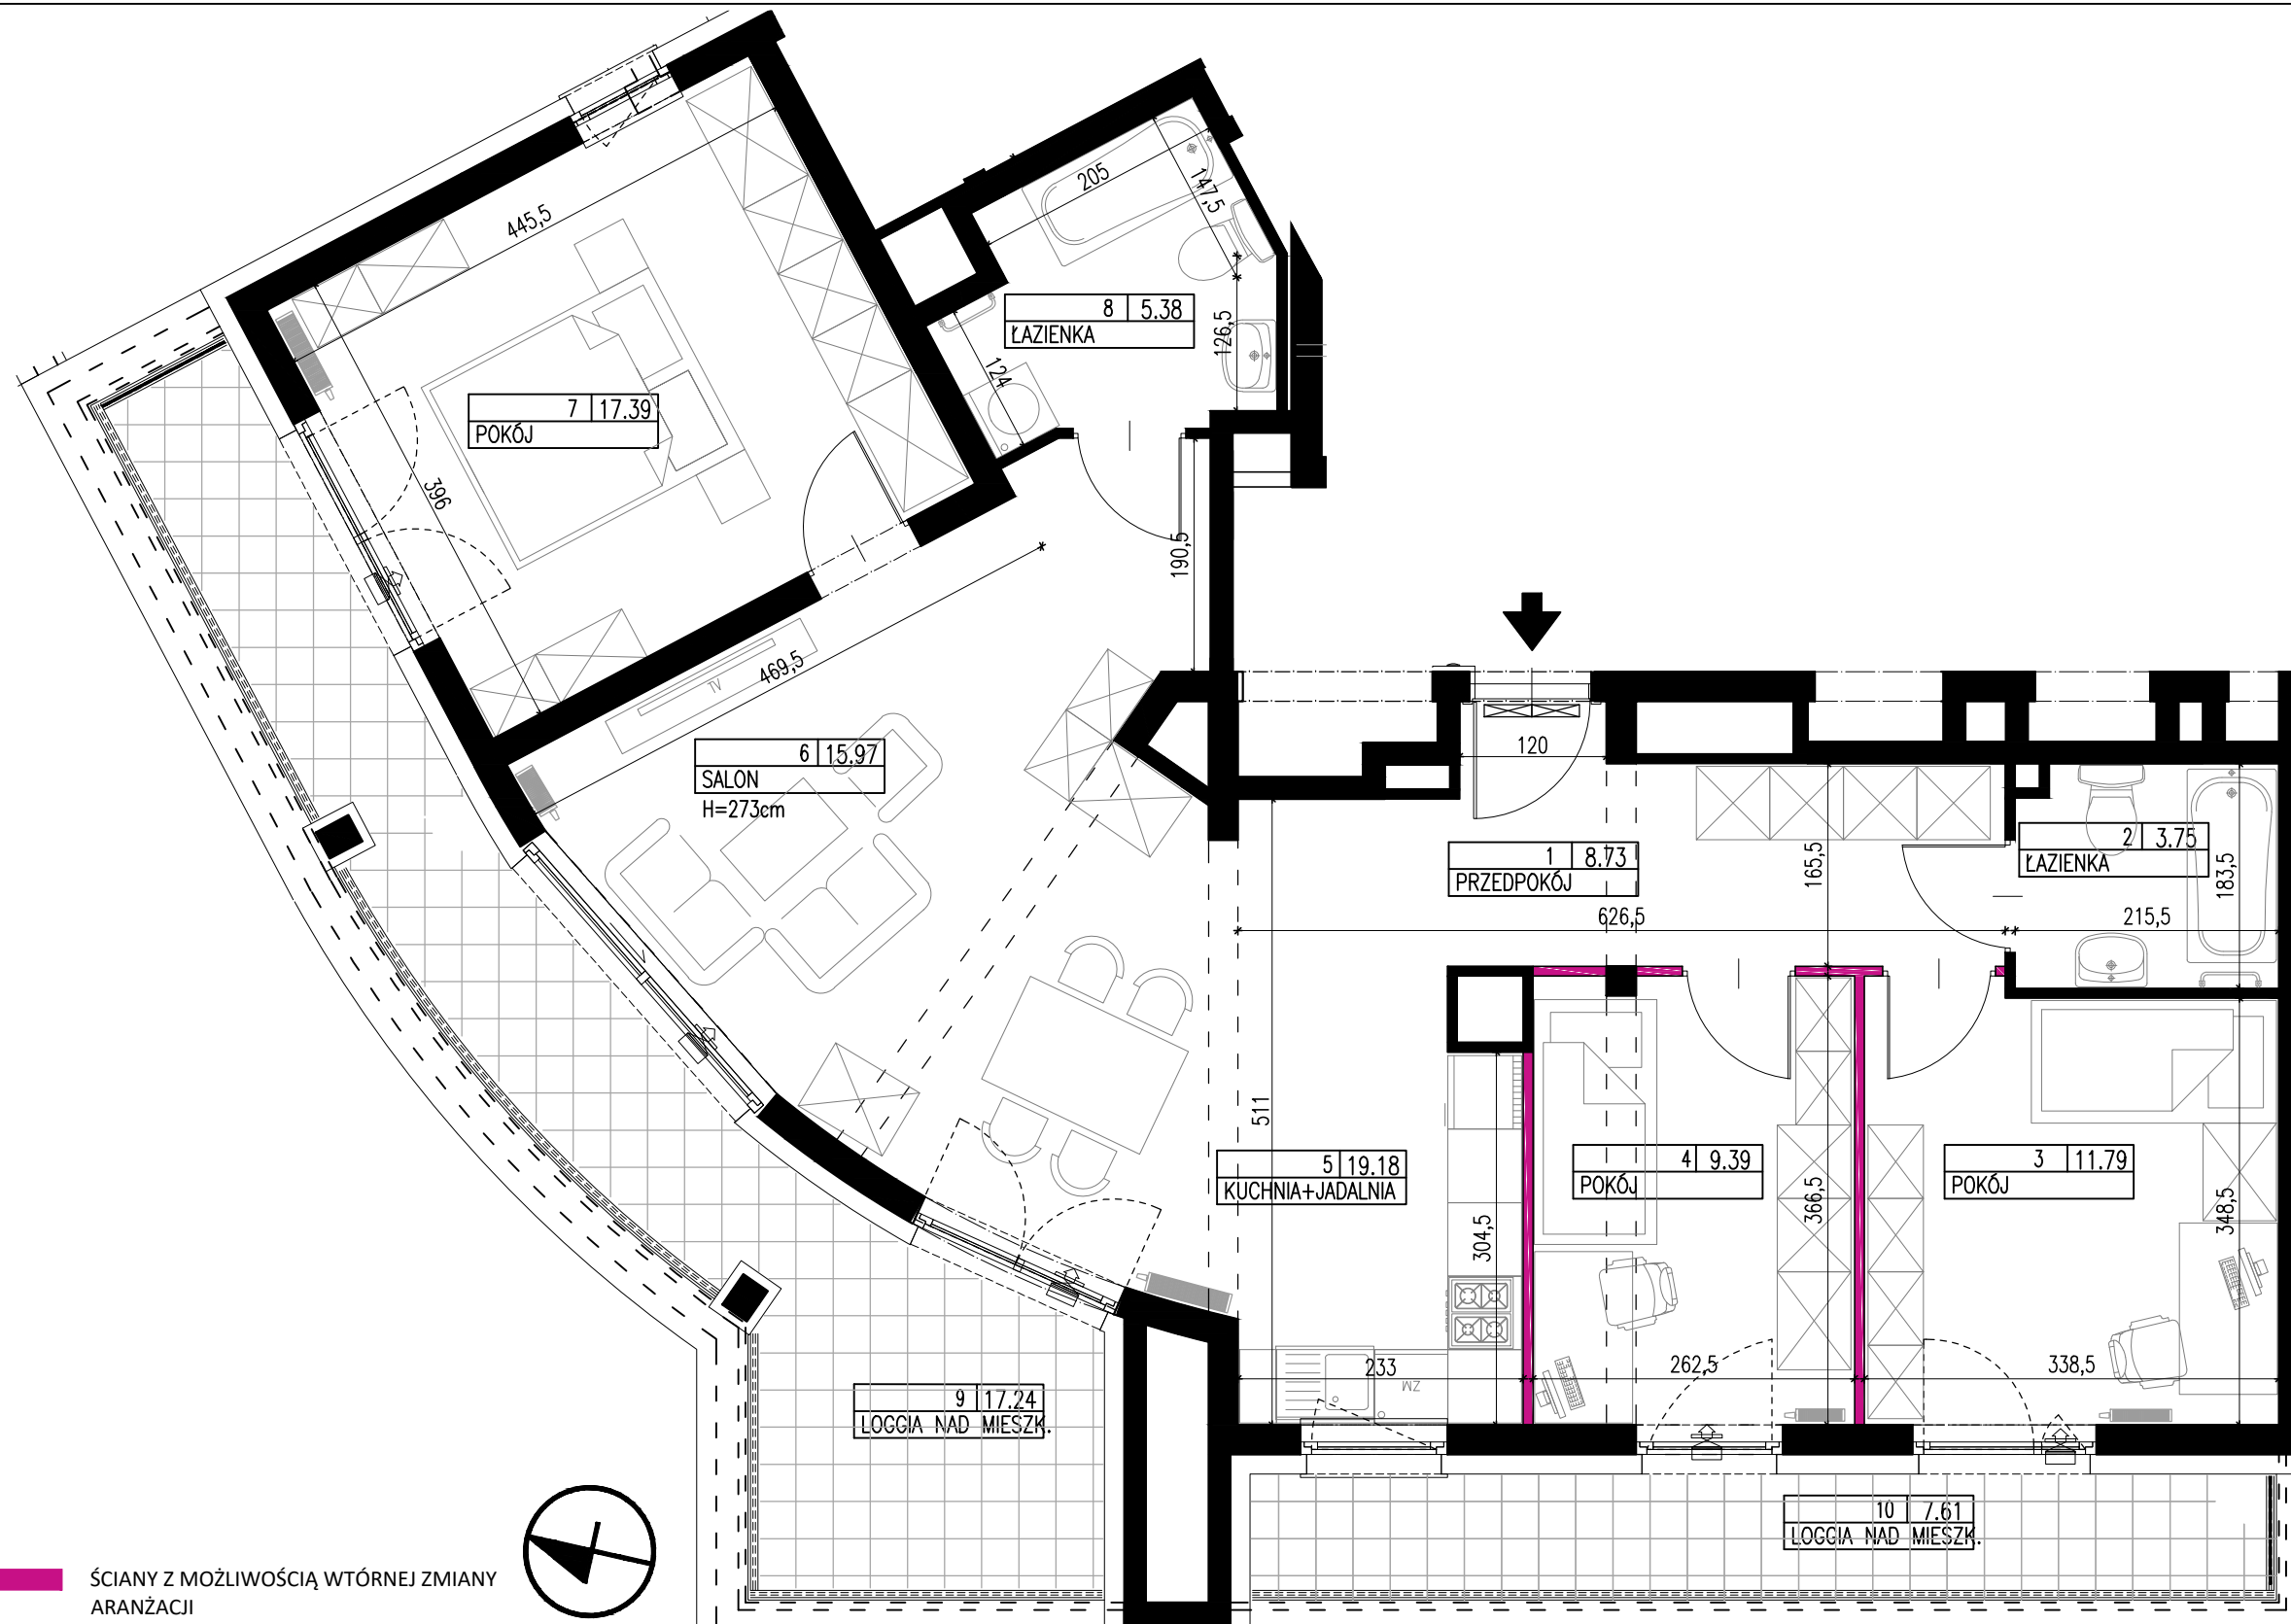 445,5
205
147,5
8 5.38
ŁAZIENKA
126,5
124
7 17.39
POKÓJ
396
190,5
469,5
TV
6 15.97
SALON
H=273cm
120
1 8.73
PRZEDPOKÓJ
165,5
2 3.75
ŁAZIENKA
183,5
626,5
215,5
511
5 19.18
KUCHNIA+JADALNIA
304,5
4 9.39
POKÓJ
366,5
3 11.79
POKÓJ
348,5
233
ZM
262,5
338,5
9 17.24
LOGGIA NAD MIESZK.
10 7.61
LOGGIA NAD MIESZK.
ŚCIANY Z MOŻLIWOŚCIĄ WTÓRNEJ ZMIANY
ARANŻACJI